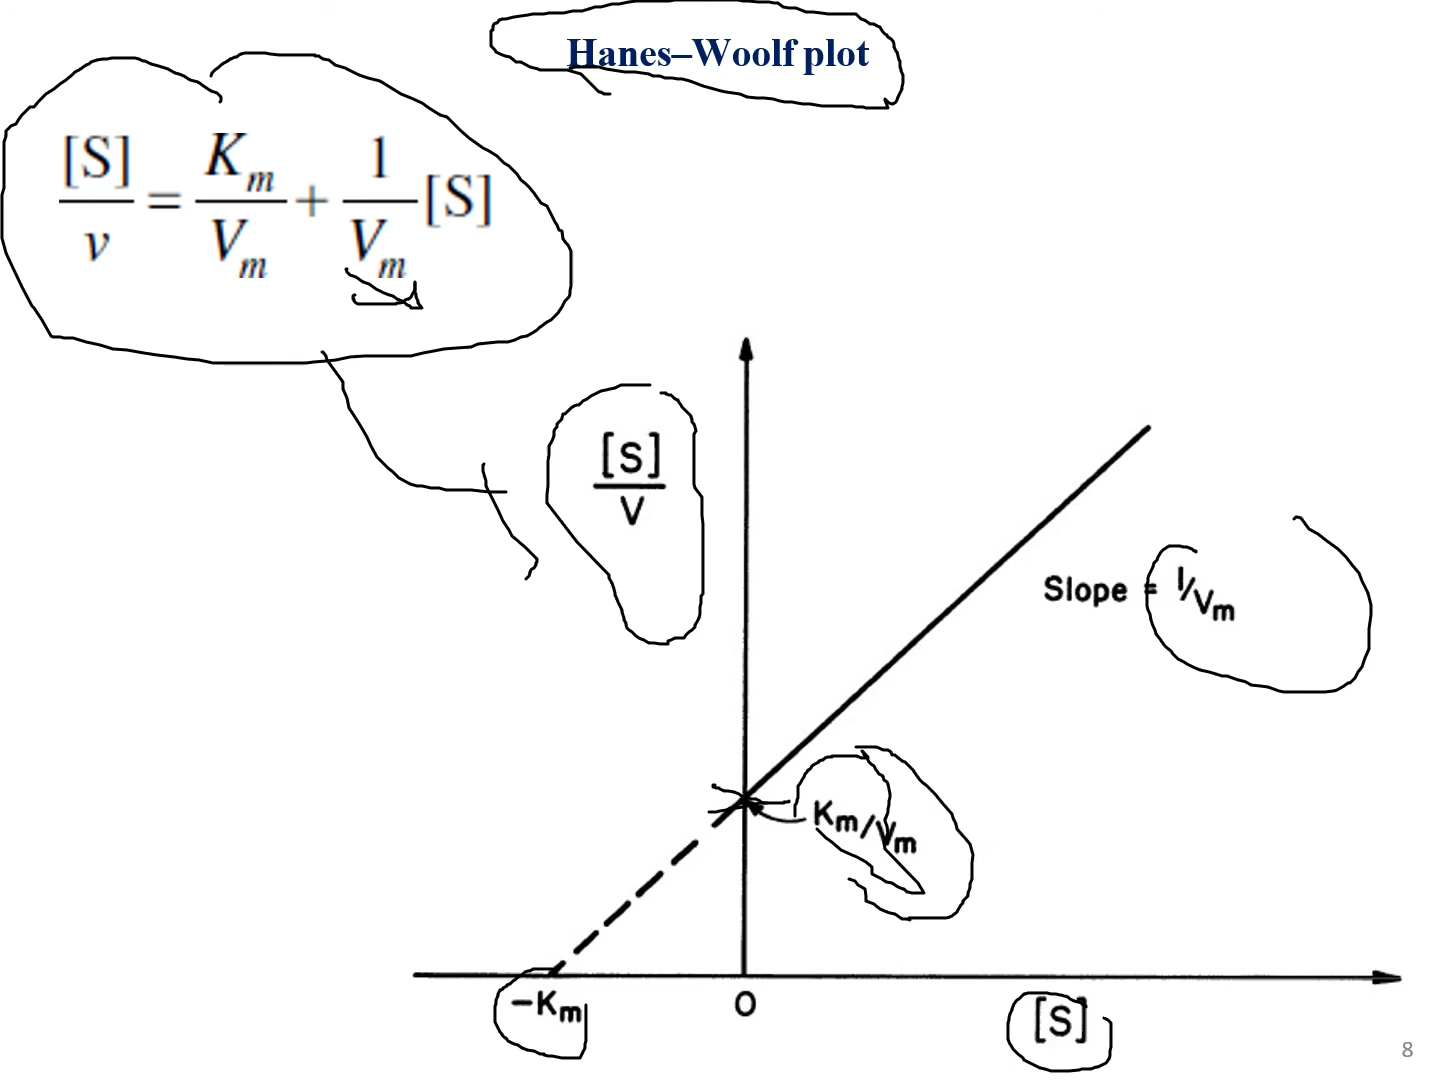 Hanes–Woolf plot
[S]/v = Km/Vm + 1/Vm [S]
[S]/V
Slope = 1/Vm
Km/Vm
-Km
0
[S]
8